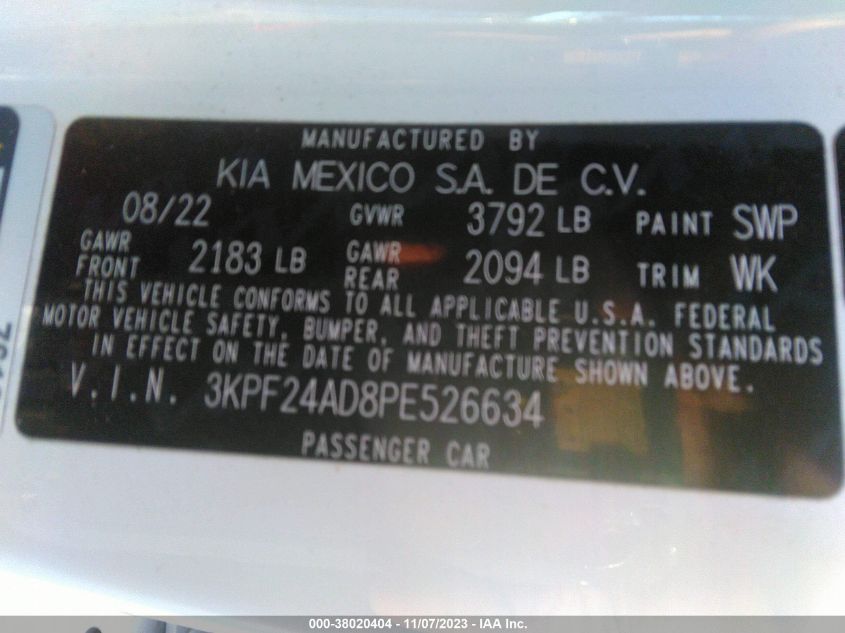 MANUFACTURED BY
KIA MEXICO S.A. DE C.V.
08/22 GVWR 3792 LB PAINT SWP
GAWR FRONT 2183 LB GAWR REAR 2094 LB TRIM WK
THIS VEHICLE CONFORMS TO ALL APPLICABLE U.S.A. FEDERAL
MOTOR VEHICLE SAFETY, BUMPER, AND THEFT PREVENTION STANDARDS
IN EFFECT ON THE DATE OF MANUFACTURE SHOWN ABOVE.
V.I.N. 3KPF24AD8PE526634
PASSENGER CAR
000-38020404 - 11/07/2023 - IAA Inc.